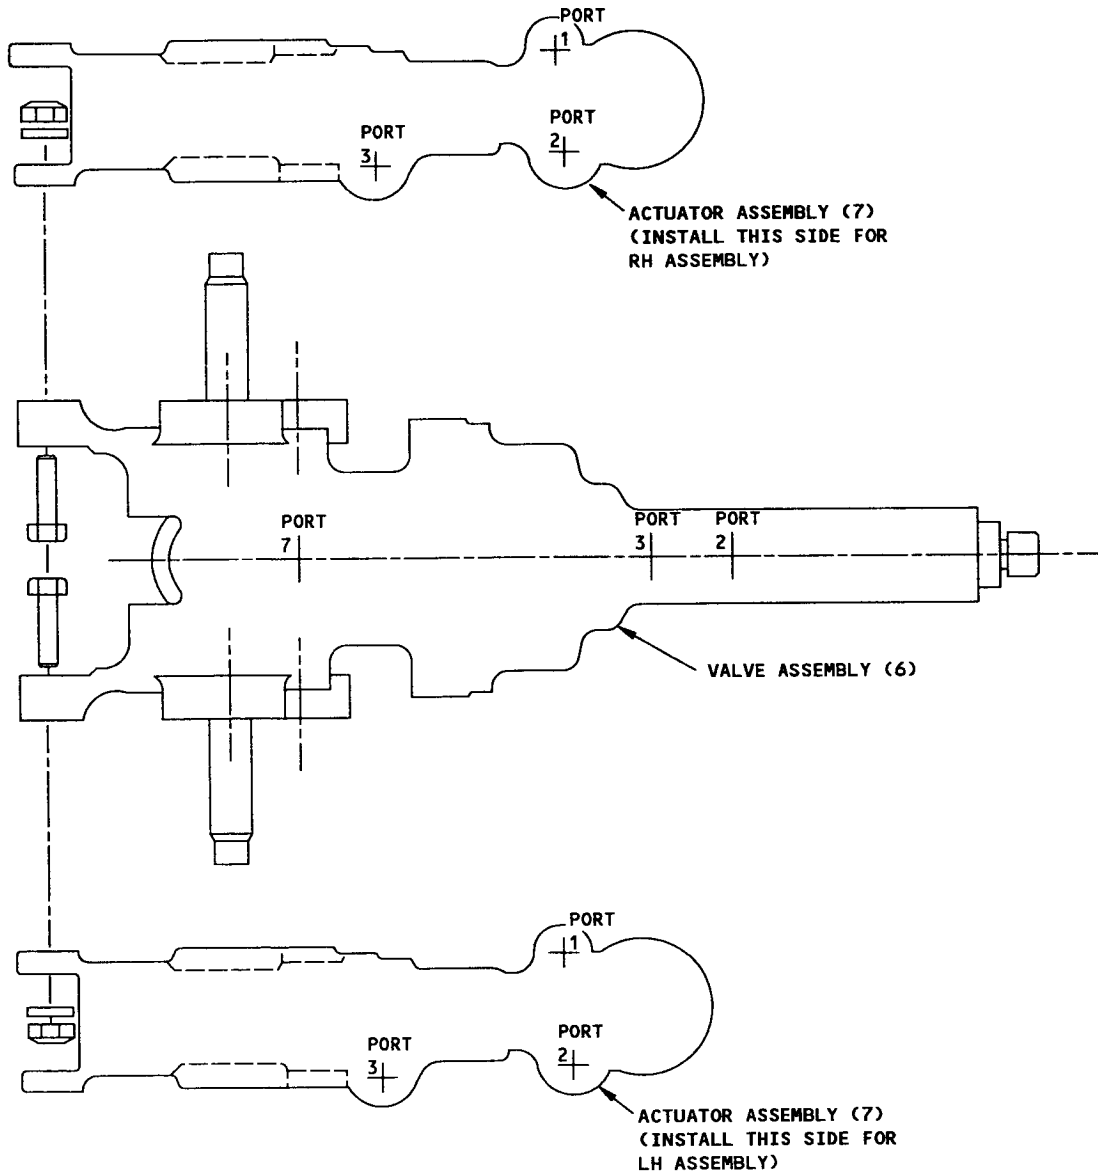 PORT
1
PORT
2
PORT
3
ACTUATOR ASSEMBLY (7)
(INSTALL THIS SIDE FOR
RH ASSEMBLY)
PORT
7
PORT
3
PORT
2
VALVE ASSEMBLY (6)
PORT
1
PORT
2
PORT
3
ACTUATOR ASSEMBLY (7)
(INSTALL THIS SIDE FOR
LH ASSEMBLY)